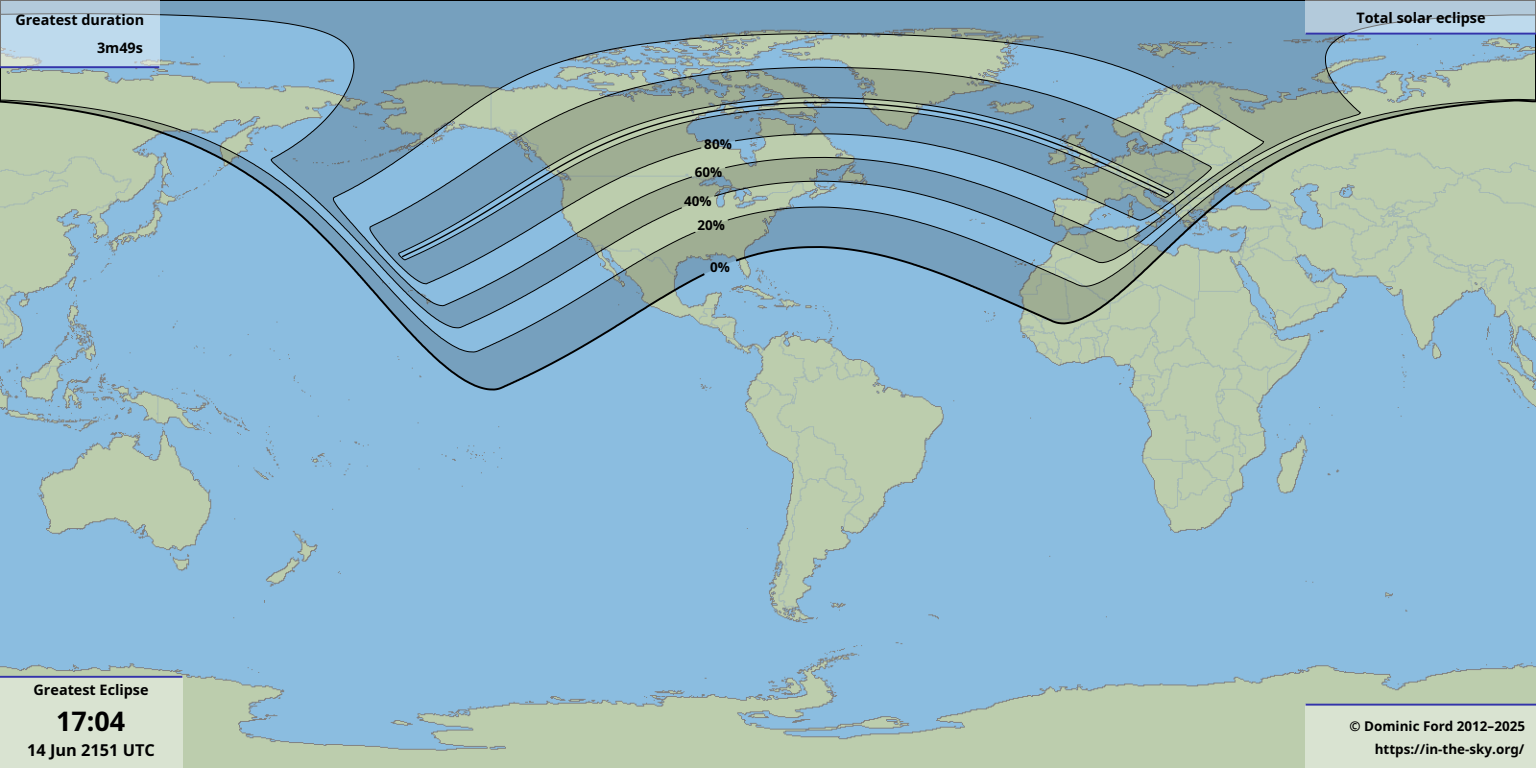 Greatest duration
3m49s
Total solar eclipse
80%
60%
40%
20%
0%
Greatest Eclipse
17:04
14 Jun 2151 UTC
© Dominic Ford 2012–2025
https://in-the-sky.org/